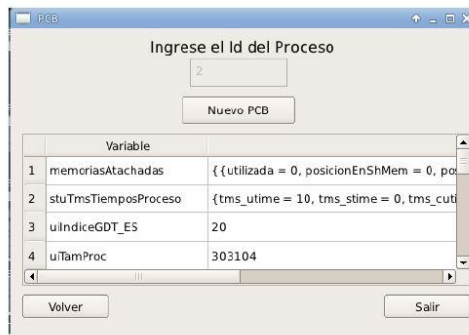 PCB
Ingrese el Id del Proceso
2
Nuevo PCB
Variable
1 memoriasAtachadas {{utilizada = 0, posicionEnShMem = 0, po
2 stuTmsTiemposProceso {tms_utime = 10, tms_stime = 0, tms_cuti
3 uiIndiceGDT_ES 20
4 uiTamProc 303104
Volver Salir